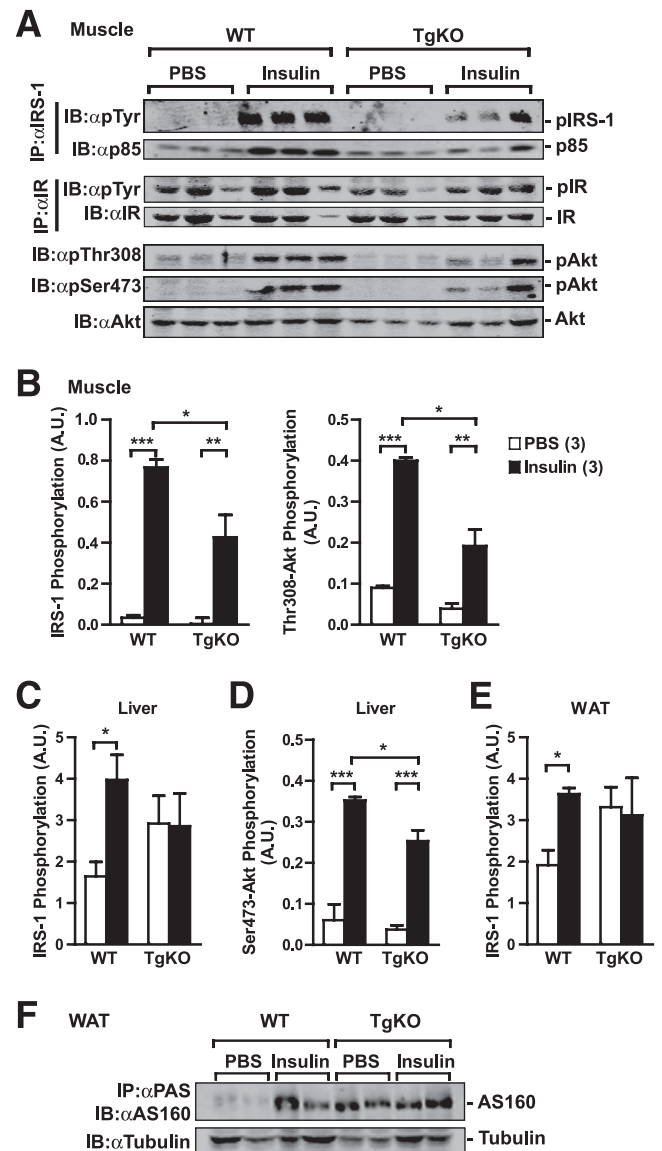 A Muscle
WT TgKO
PBS Insulin PBS Insulin
IP:αIRS-1
IB:αpTyr - pIRS-1
IB:αp85 - p85
IP:αIR
IB:αpTyr - pIR
IB:αIR - IR
IB:αpThr308 - pAkt
IB:αpSer473 - pAkt
IB:αAkt - Akt
B Muscle
IRS-1 Phosphorylation (A.U.)
1.0
0.8
0.6
0.4
0.2
0.0
*
*** **
WT TgKO
Thr308-Akt Phosphorylation
(A.U.)
0.5
0.4
0.3
0.2
0.1
0.0
*
*** **
WT TgKO
PBS (3)
Insulin (3)
C Liver
IRS-1 Phosphorylation (A.U.)
5
4
3
2
1
0
*
WT TgKO
D Liver
Ser473-Akt Phosphorylation
(A.U.)
0.5
0.4
0.3
0.2
0.1
0.0
*
*** ***
WT TgKO
E WAT
IRS-1 Phosphorylation (A.U.)
5
4
3
2
1
0
*
WT TgKO
F WAT
WT TgKO
PBS Insulin PBS Insulin
IP:αPAS
IB:αAS160 - AS160
IB:αTubulin - Tubulin